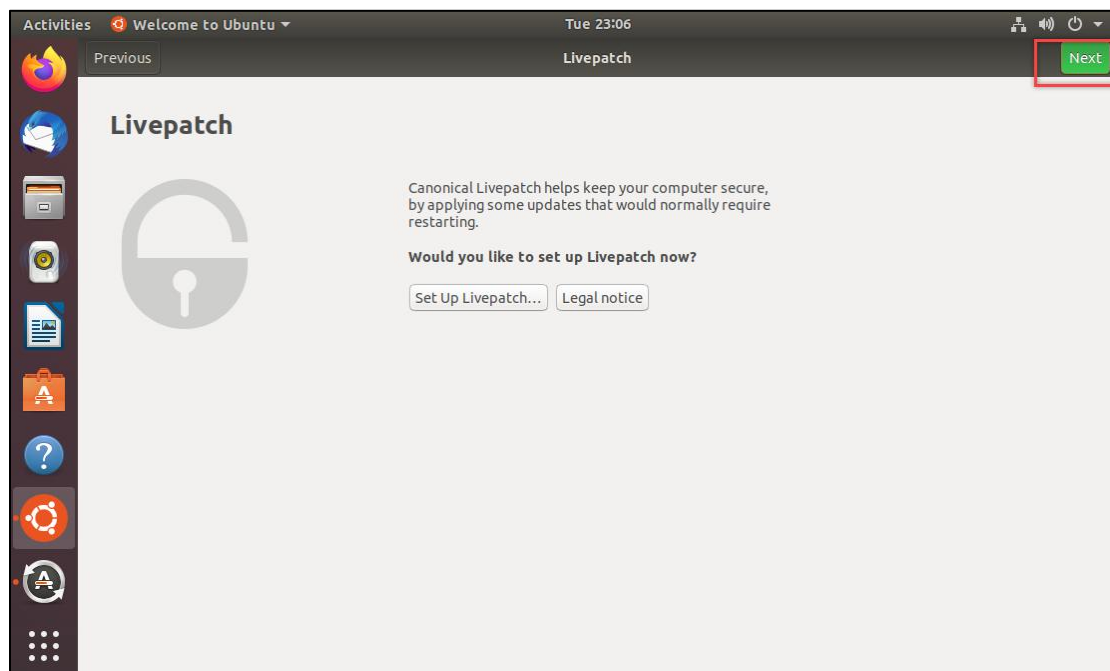 Activities Welcome to Ubuntu Tue 23:06
Previous Livepatch Next
Livepatch
Canonical Livepatch helps keep your computer secure,
by applying some updates that would normally require
restarting.
Would you like to set up Livepatch now?
Set Up Livepatch... Legal notice